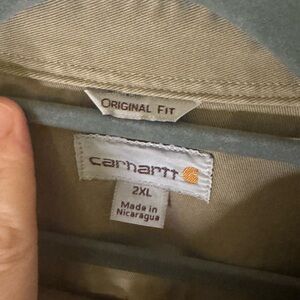 ORIGINAL FIT
carhartt
2XL
Made in
Nicaragua